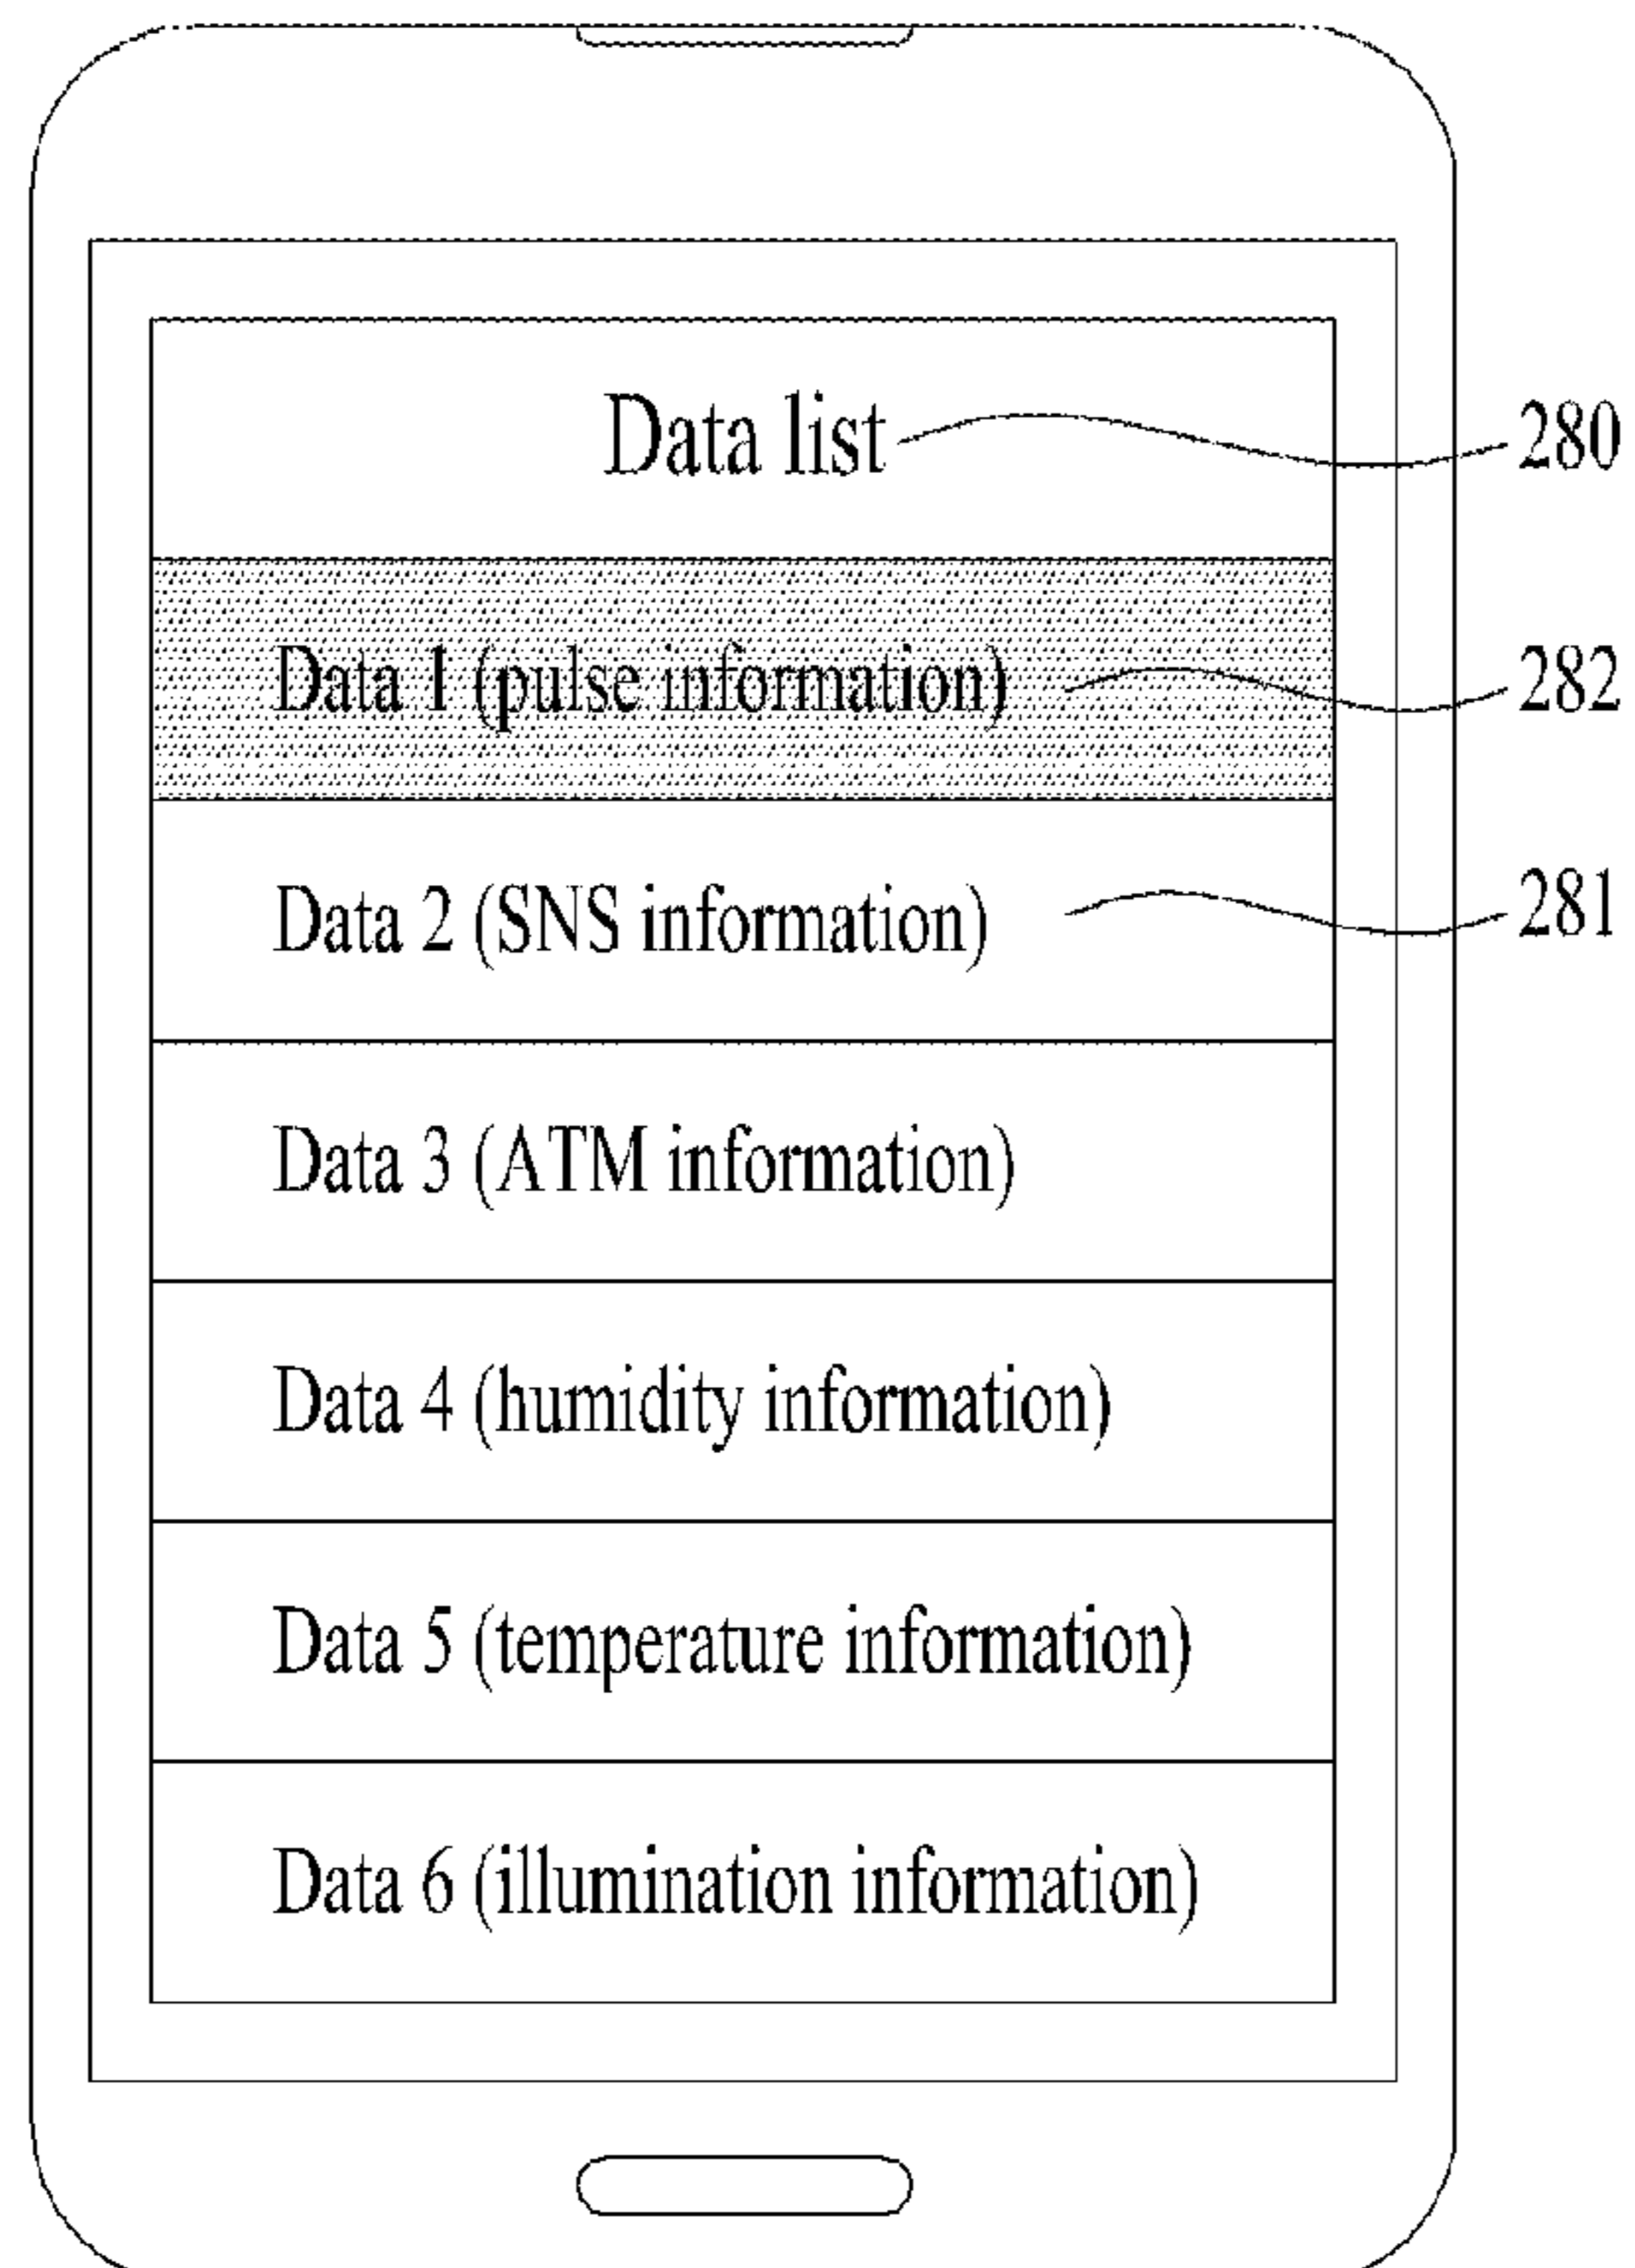 Data list 280
Data 1 (pulse information) 282
Data 2 (SNS information) 281
Data 3 (ATM information)
Data 4 (humidity information)
Data 5 (temperature information)
Data 6 (illumination information)